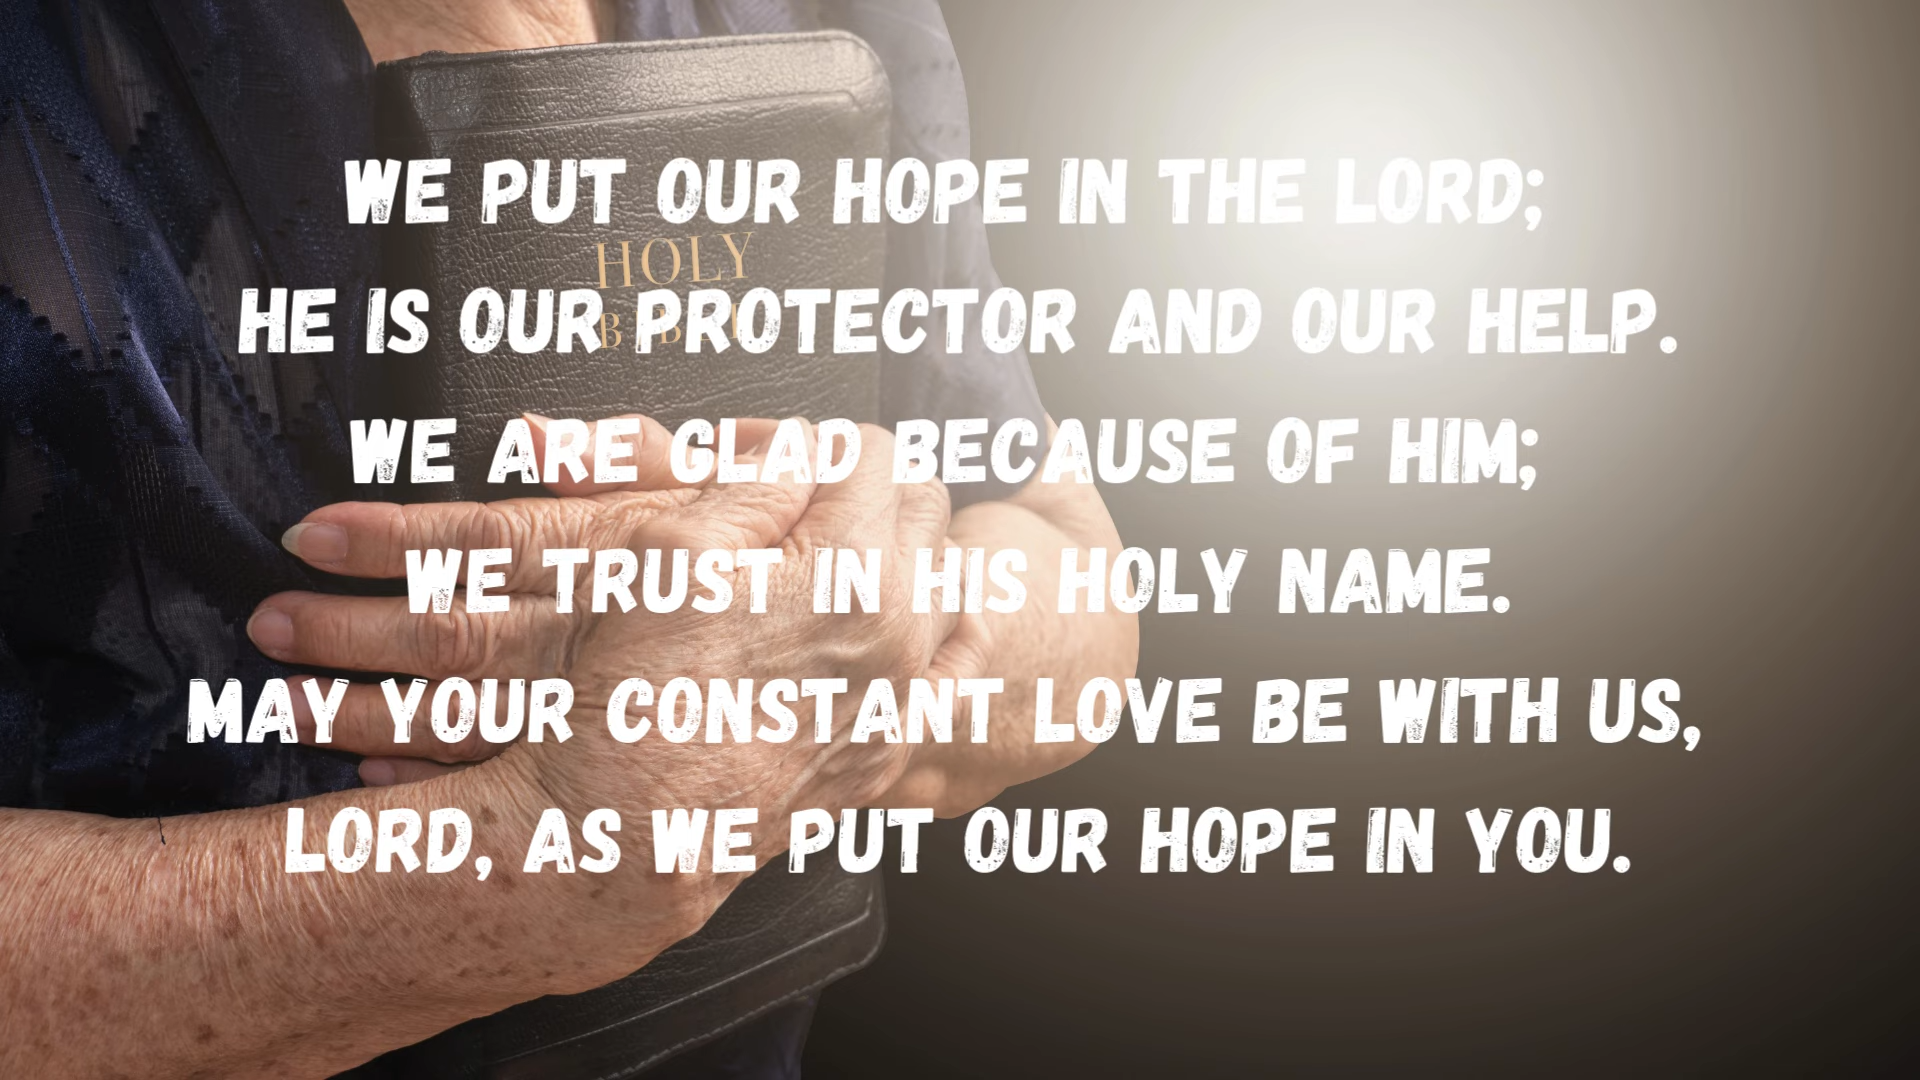 WE PUT OUR HOPE IN THE LORD;
HOLY
HE IS OUR PROTECTOR AND OUR HELP.
WE ARE GLAD BECAUSE OF HIM;
WE TRUST IN HIS HOLY NAME.
MAY YOUR CONSTANT LOVE BE WITH US,
LORD, AS WE PUT OUR HOPE IN YOU.